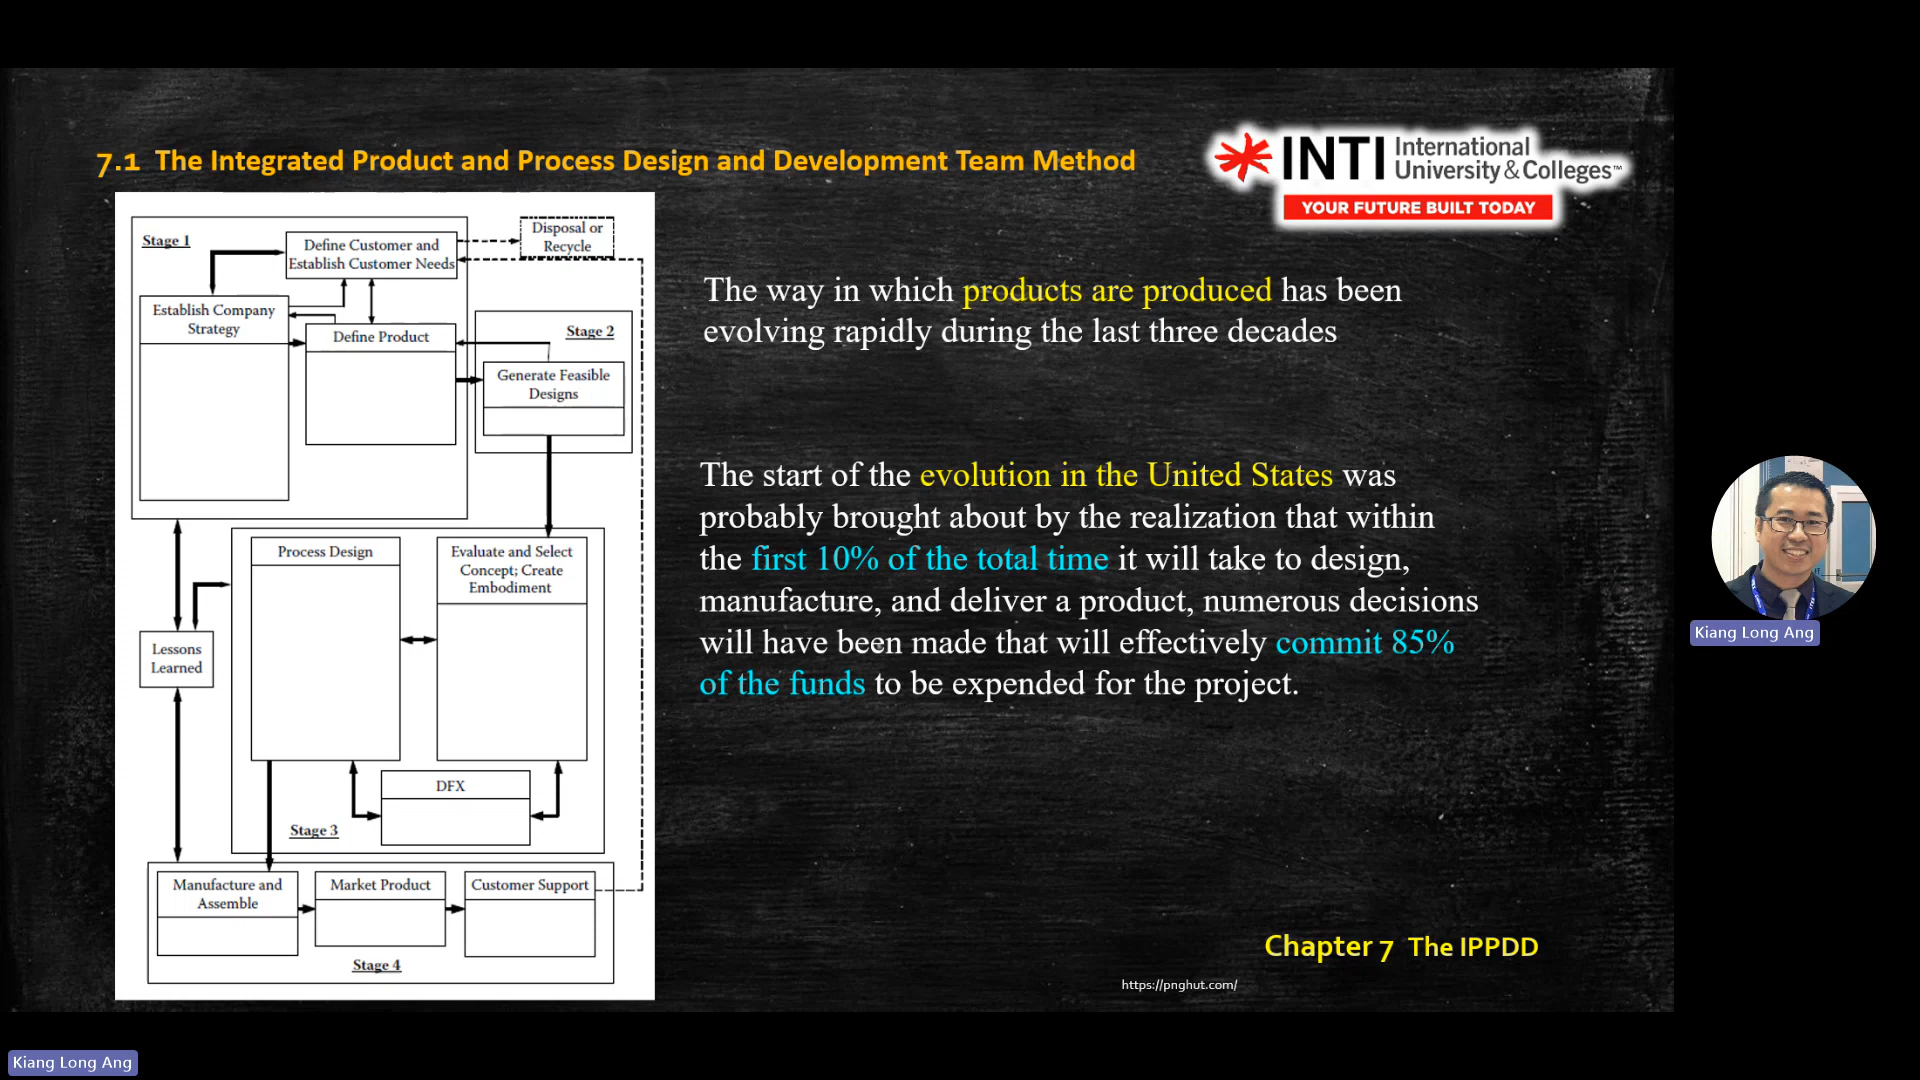 7.1 The Integrated Product and Process Design and Development Team Method
INTI International
University & Colleges™
YOUR FUTURE BUILT TODAY
Stage 1
Define Customer and
Establish Customer Needs
Disposal or
Recycle
Establish Company
Strategy
Define Product
Stage 2
Generate Feasible
Designs
Process Design
Evaluate and Select
Concept; Create
Embodiment
Lessons
Learned
DFX
Stage 3
Manufacture and
Assemble
Market Product
Customer Support
Stage 4
The way in which products are produced has been
evolving rapidly during the last three decades
The start of the evolution in the United States was
probably brought about by the realization that within
the first 10% of the total time it will take to design,
manufacture, and deliver a product, numerous decisions
will have been made that will effectively commit 85%
of the funds to be expended for the project.
Chapter 7 The IPPDD
https://pnghut.com/
Kiang Long Ang
Kiang Long Ang